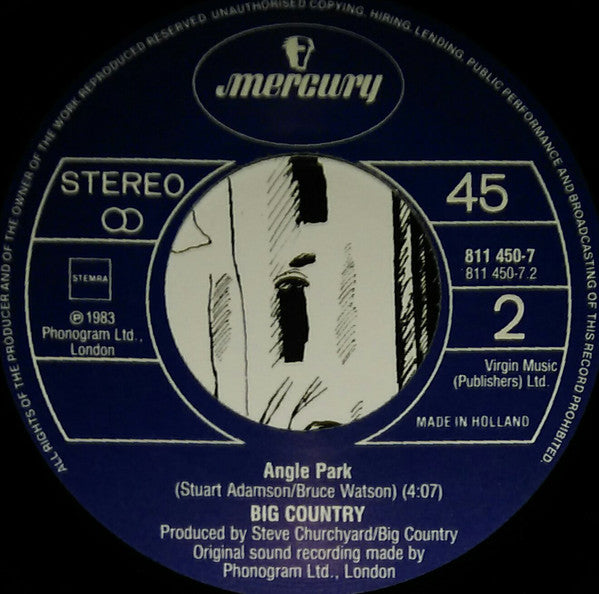 ALL RIGHTS OF THE PRODUCER AND OF THE OWNER OF THE WORK REPRODUCED RESERVED UNAUTHORISED COPYING, HIRING, LENDING, PUBLIC PERFORMANCE AND BROADCASTING OF THIS RECORD PROHIBITED.
mercury
STEREO
45
811 450-7
811 450-7.2
STEMRA
℗ 1983
Phonogram Ltd.,
London
2
Virgin Music
(Publishers) Ltd.
MADE IN HOLLAND
Angle Park
(Stuart Adamson/Bruce Watson) (4:07)
BIG COUNTRY
Produced by Steve Churchyard/Big Country
Original sound recording made by
Phonogram Ltd., London